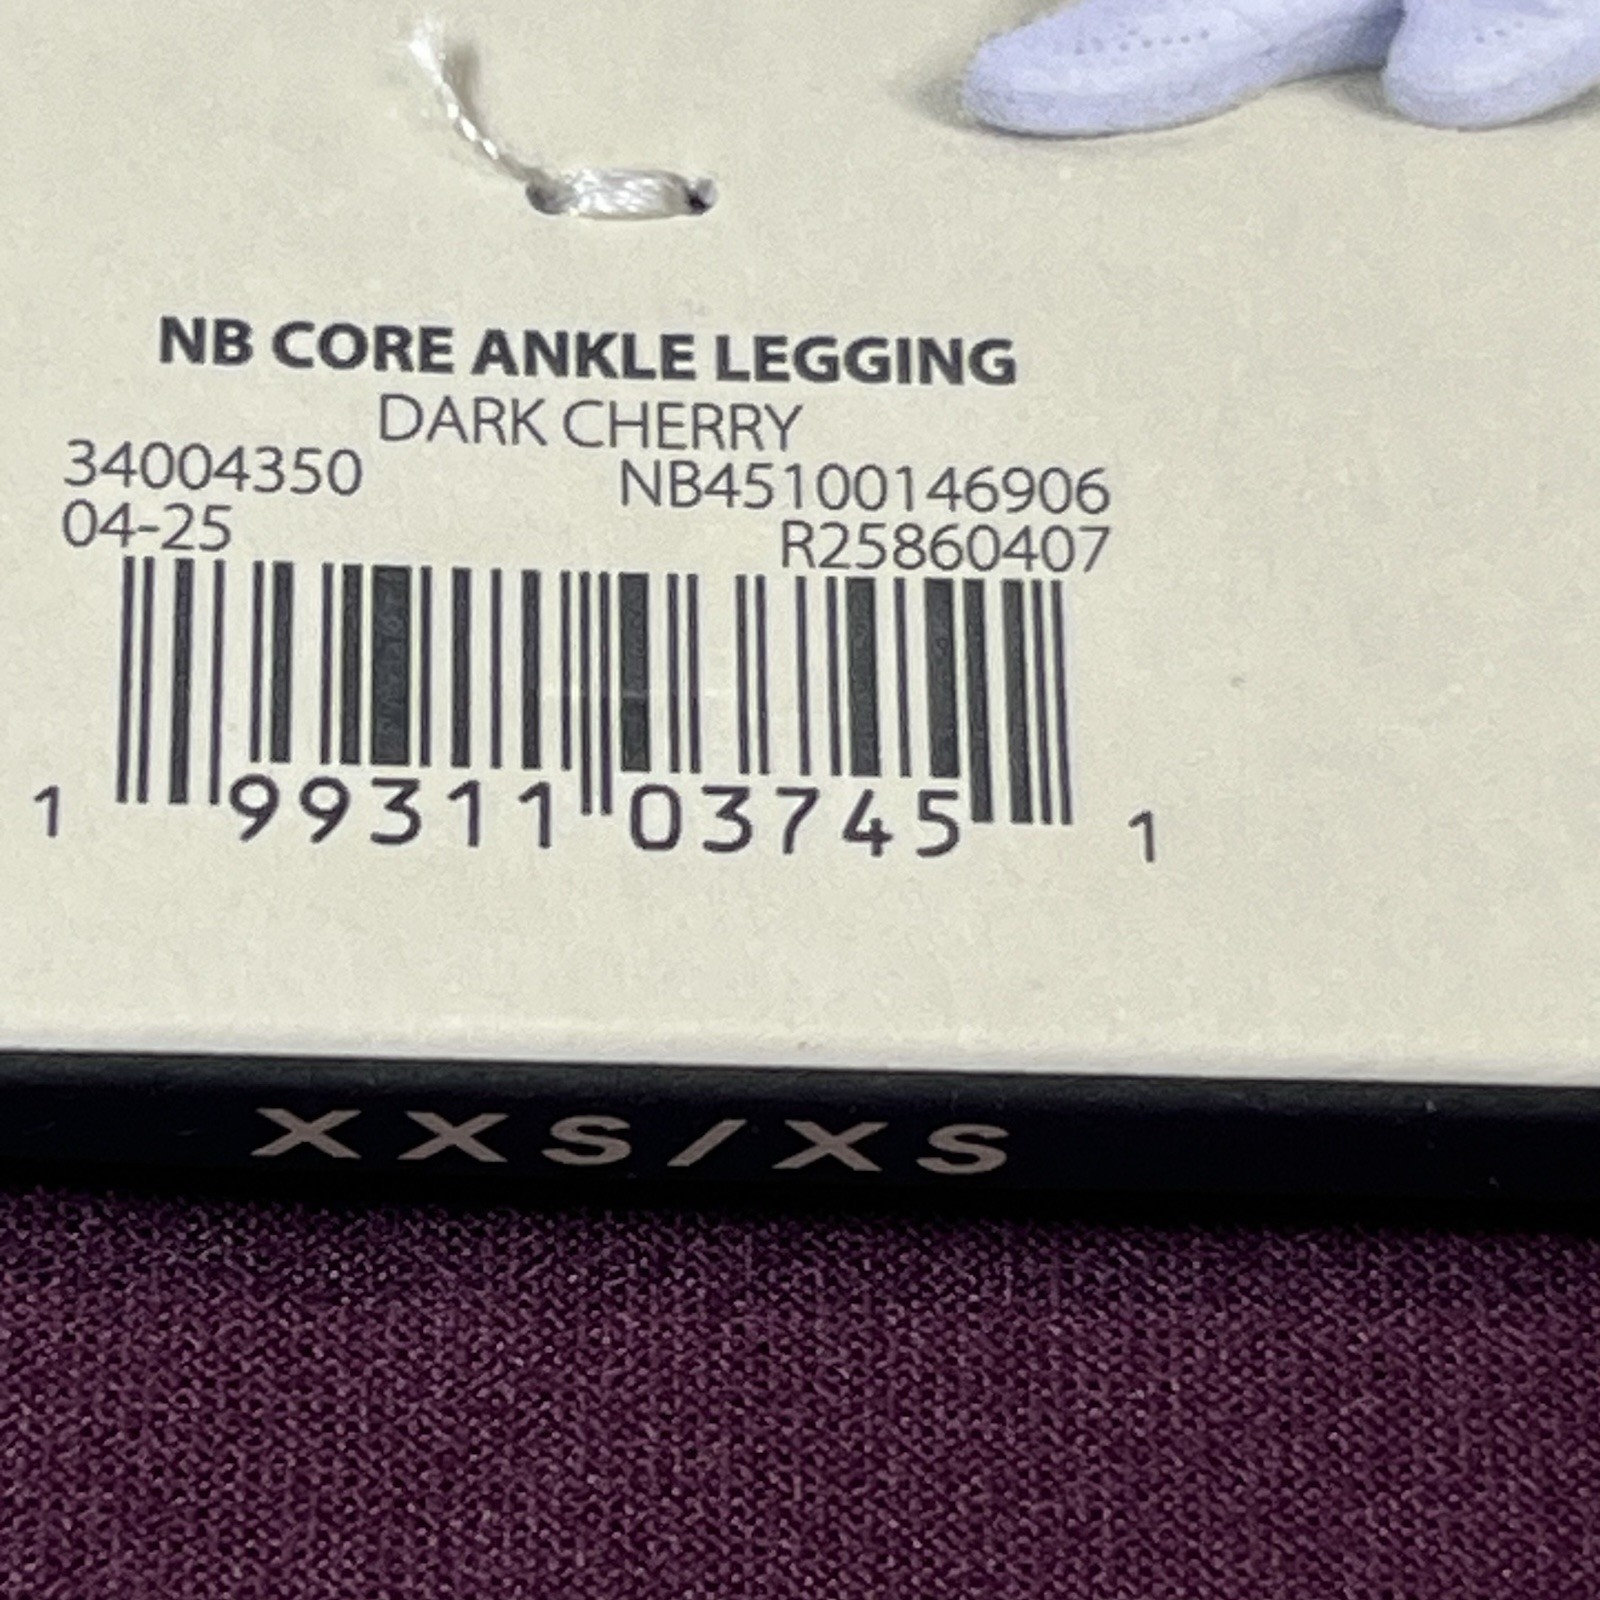 NB CORE ANKLE LEGGING
DARK CHERRY
34004350 NB45100146906
04-25 R25860407
1 99311 03745 1
XXS/XS